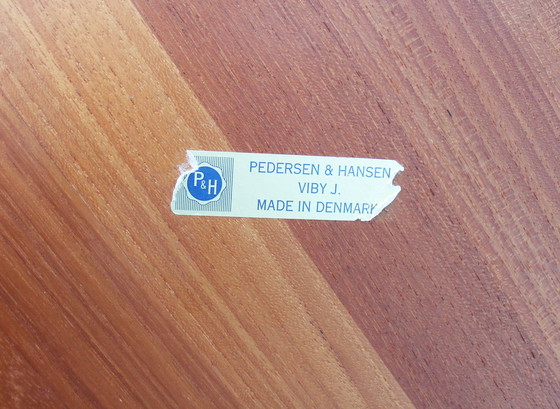 P&H
PEDERSEN & HANSEN
VIBY J.
MADE IN DENMARK